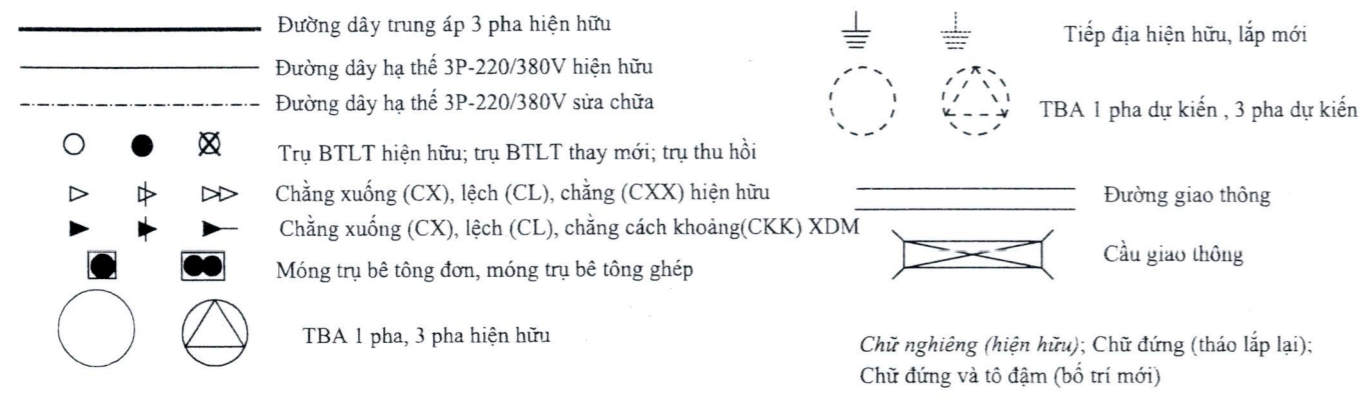 Đường dây trung áp 3 pha hiện hữu
Đường dây hạ thế 3P-220/380V hiện hữu
Đường dây hạ thế 3P-220/380V sửa chữa
Trụ BTLT hiện hữu; trụ BTLT thay mới; trụ thu hồi
Chằng xuống (CX), lệch (CL), chằng (CXX) hiện hữu
Chằng xuống (CX), lệch (CL), chằng cách khoảng(CKK) XDM
Móng trụ bê tông đơn, móng trụ bê tông ghép
TBA 1 pha, 3 pha hiện hữu
Tiếp địa hiện hữu, lắp mới
TBA 1 pha dự kiến , 3 pha dự kiến
Đường giao thông
Cầu giao thông
Chữ nghiêng (hiện hữu); Chữ đứng (tháo lắp lại);
Chữ đứng và tô đậm (bố trí mới)